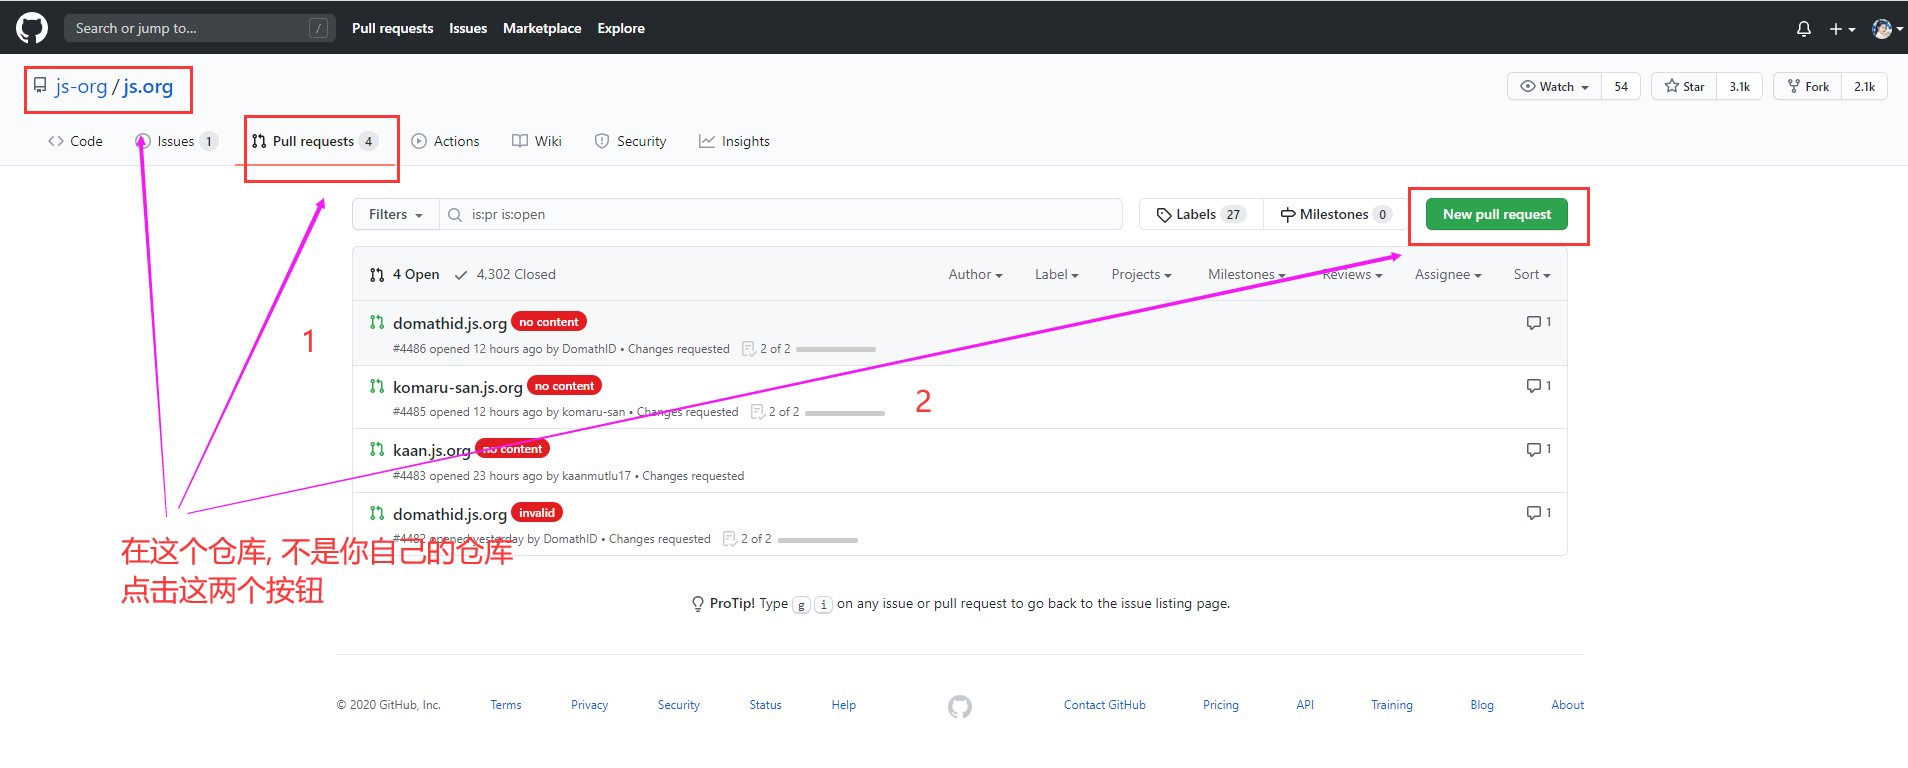 Search or jump to... /
Pull requests Issues Marketplace Explore
js-org / js.org
Watch 54 Star 3.1k Fork 2.1k
Code Issues 1 Pull requests 4 Actions Wiki Security Insights
Filters is:pr is:open
Labels 27 Milestones 0 New pull request
4 Open 4,302 Closed
Author Label Projects Milestones Reviews Assignee Sort
domathid.js.org no content 1
#4486 opened 12 hours ago by DomathID • Changes requested 2 of 2
1
komaru-san.js.org no content 1
#4485 opened 12 hours ago by komaru-san • Changes requested 2 of 2
2
kaan.js.org no content 1
#4483 opened 23 hours ago by kaanmutlu17 • Changes requested
domathid.js.org invalid 1
#4482 opened yesterday by DomathID • Changes requested 2 of 2
在这个仓库, 不是你自己的仓库
点击这两个按钮
ProTip! Type g i on any issue or pull request to go back to the issue listing page.
© 2020 GitHub, Inc. Terms Privacy Security Status Help Contact GitHub Pricing API Training Blog About